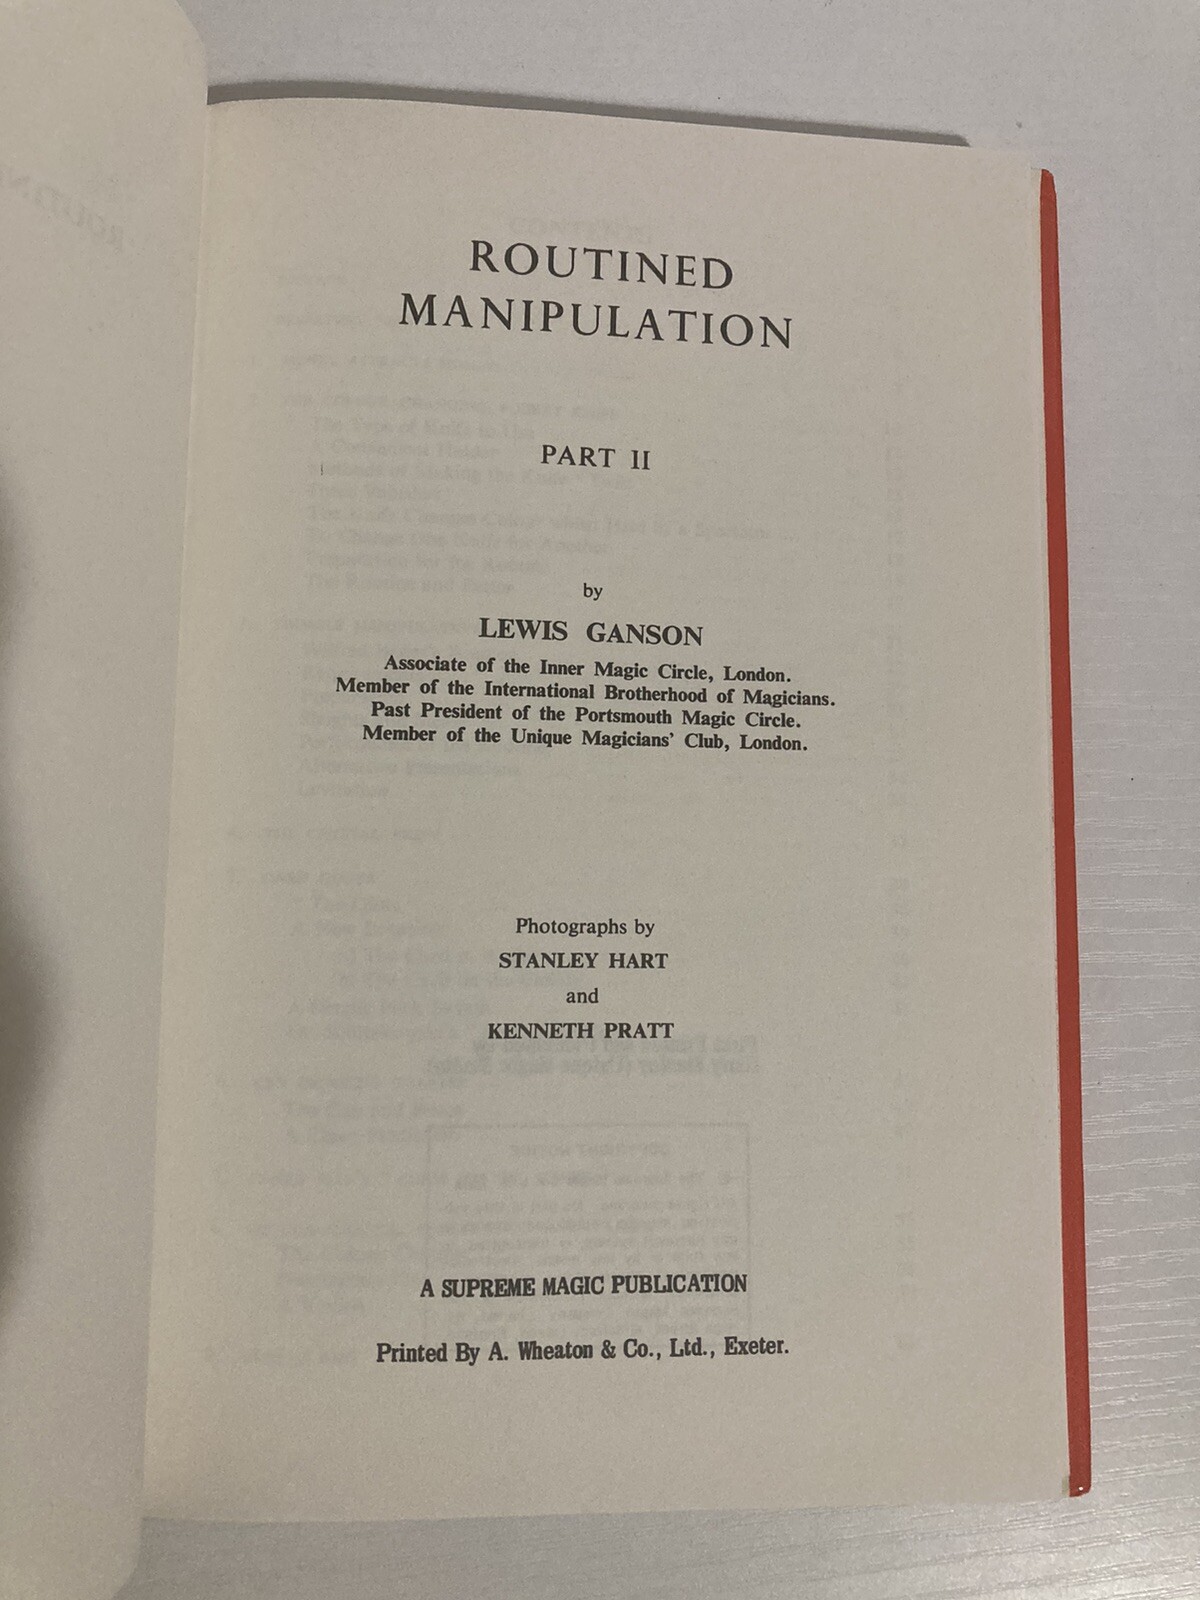 ROUTINED
MANIPULATION
PART II
by
LEWIS GANSON
Associate of the Inner Magic Circle, London.
Member of the International Brotherhood of Magicians.
Past President of the Portsmouth Magic Circle.
Member of the Unique Magicians' Club, London.
Photographs by
STANLEY HART
and
KENNETH PRATT
A SUPREME MAGIC PUBLICATION
Printed By A. Wheaton & Co., Ltd., Exeter.